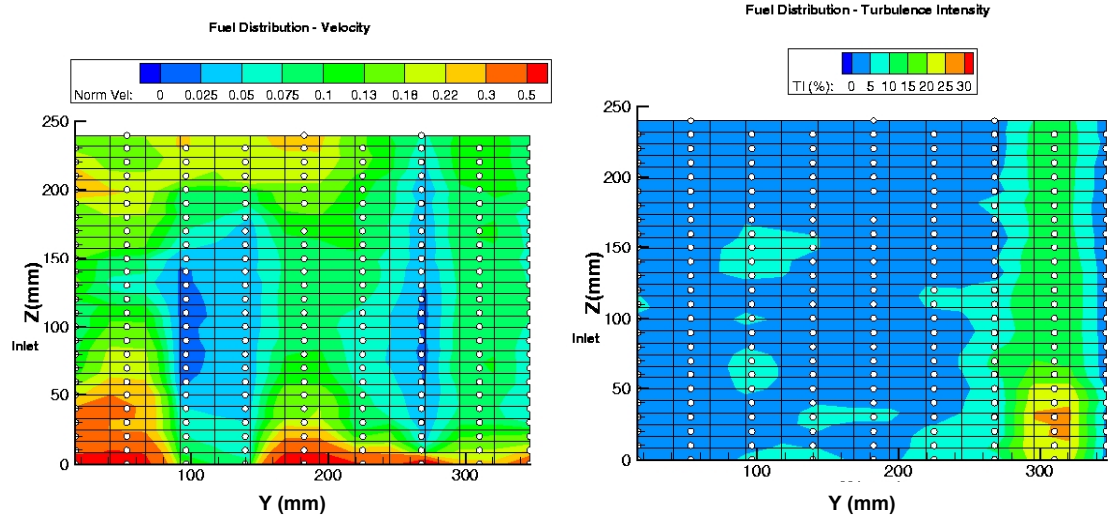 Fuel Distribution - Velocity
Norm Vel: 0 0.025 0.05 0.075 0.1 0.13 0.18 0.22 0.3 0.5
250
200
150
100
50
0
Z(mm)
Inlet
100 200 300
Y (mm)
Fuel Distribution - Turbulence Intensity
TI (%): 0 5 10 15 20 25 30
250
200
150
100
50
0
Z(mm)
Inlet
100 200 300
Y (mm)